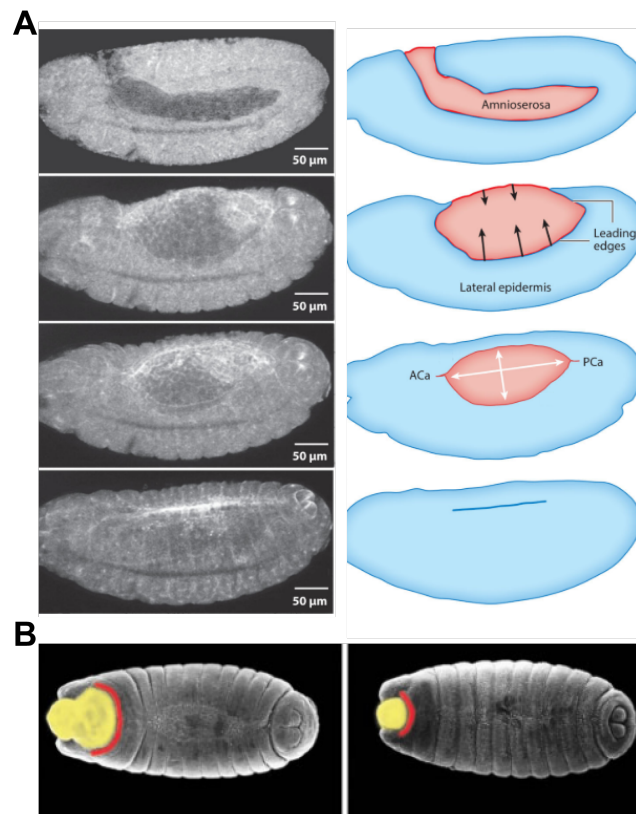 A
50 μm
Amnioserosa
50 μm
Leading
edges
Lateral epidermis
50 μm
ACa
PCa
50 μm
B